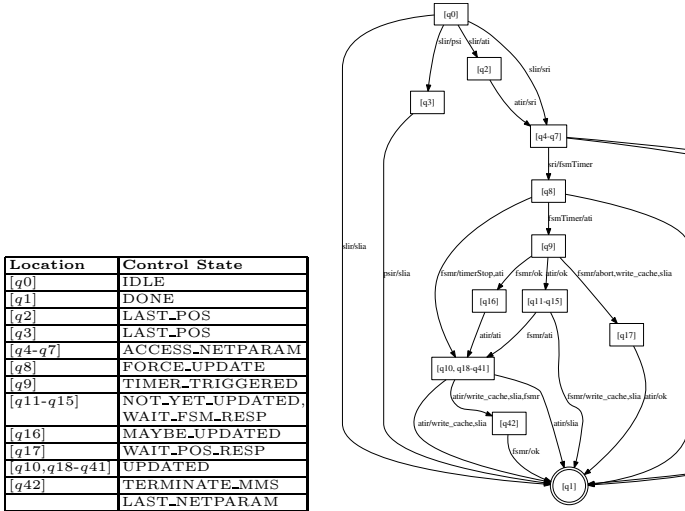 Location Control State
[q0] IDLE
[q1] DONE
[q2] LAST_POS
[q3] LAST_POS
[q4-q7] ACCESS_NETPARAM
[q8] FORCE_UPDATE
[q9] TIMER_TRIGGERED
[q11-q15] NOT_YET_UPDATED,
WAIT_FSM_RESP
[q16] MAYBE_UPDATED
[q17] WAIT_POS_RESP
[q10,q18-q41] UPDATED
[q42] TERMINATE_MMS
LAST_NETPARAM
[q0]
slir/psi
slir/ati
[q2]
slir/sri
[q3]
atir/sri
[q4-q7]
sri/fsmTimer
[q8]
fsmTimer/ati
[q9]
slir/slia
psir/slia
fsmr/timerStop,ati
fsmr/ok
atir/ok
fsmr/abort,write_cache,slia
[q16]
[q11-q15]
[q17]
atir/ati
fsmr/ati
[q10, q18-q41]
atir/write_cache,slia,fsmr
fsmr/write_cache,slia
atir/ok
atir/write_cache,slia
[q42]
atir/slia
fsmr/ok
[q1]